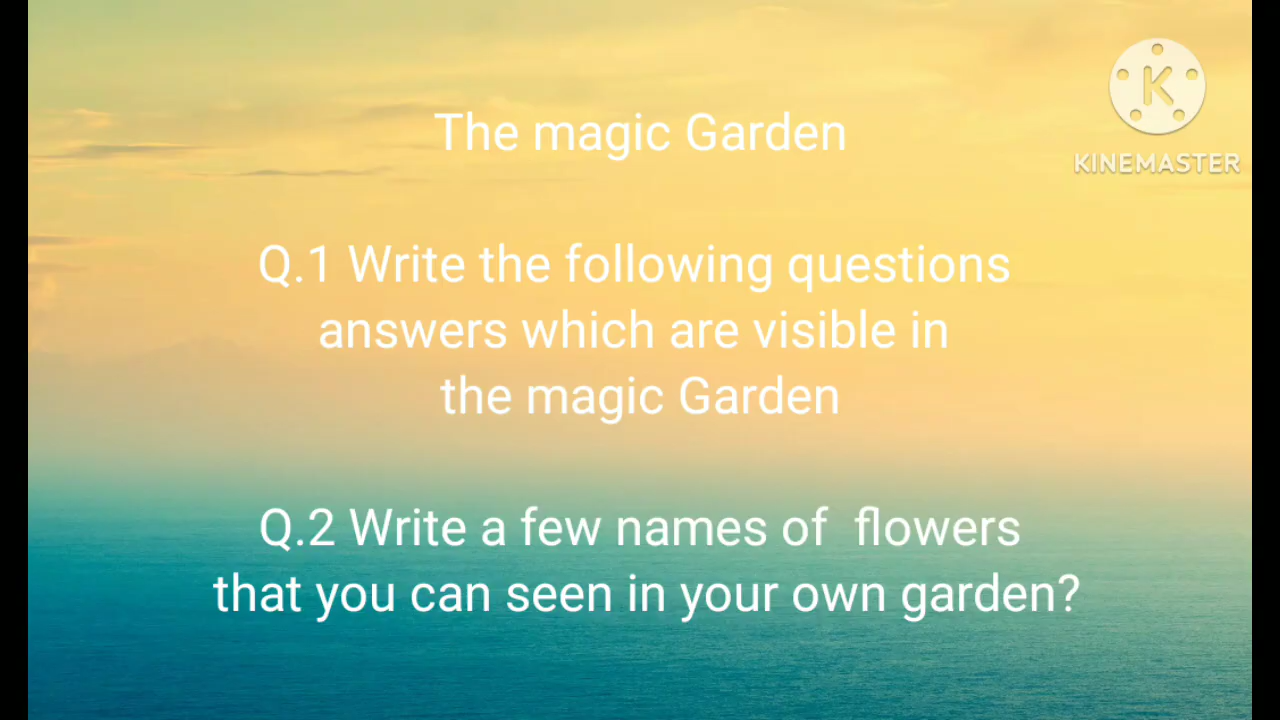 KINEMASTER
The magic Garden
Q.1 Write the following questions
answers which are visible in
the magic Garden
Q.2 Write a few names of  flowers
that you can seen in your own garden?